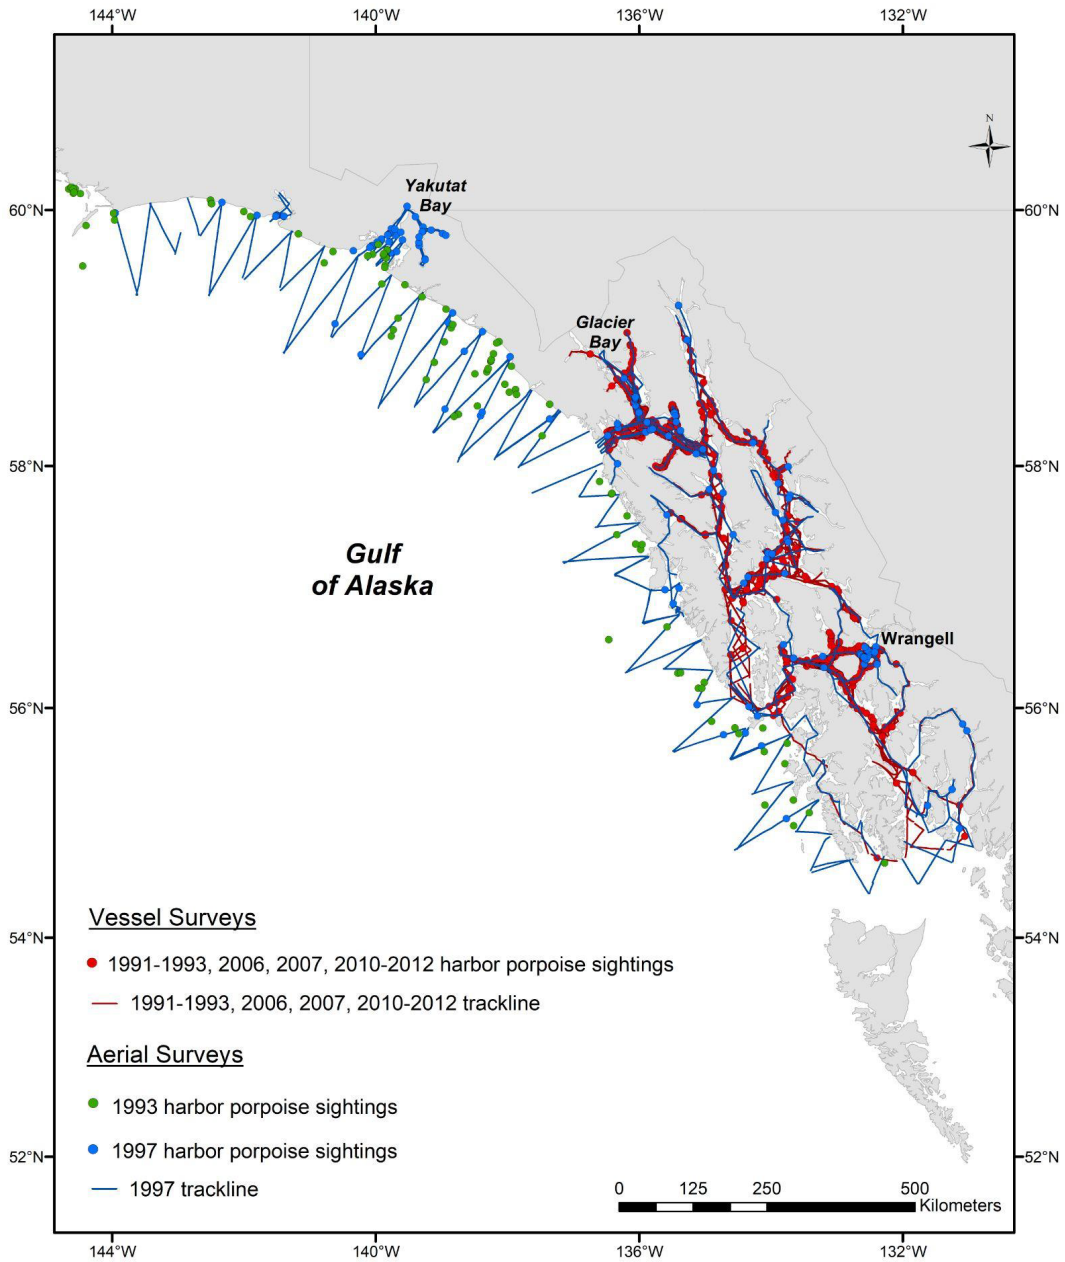 144°W 140°W 136°W 132°W
N
Yakutat
Bay
60°N 60°N
Glacier
Bay
58°N 58°N
Gulf
of Alaska
Wrangell
56°N 56°N
Vessel Surveys
54°N 54°N
1991-1993, 2006, 2007, 2010-2012 harbor porpoise sightings
1991-1993, 2006, 2007, 2010-2012 trackline
Aerial Surveys
1993 harbor porpoise sightings
1997 harbor porpoise sightings
52°N 52°N
1997 trackline
0 125 250 500
Kilometers
144°W 140°W 136°W 132°W